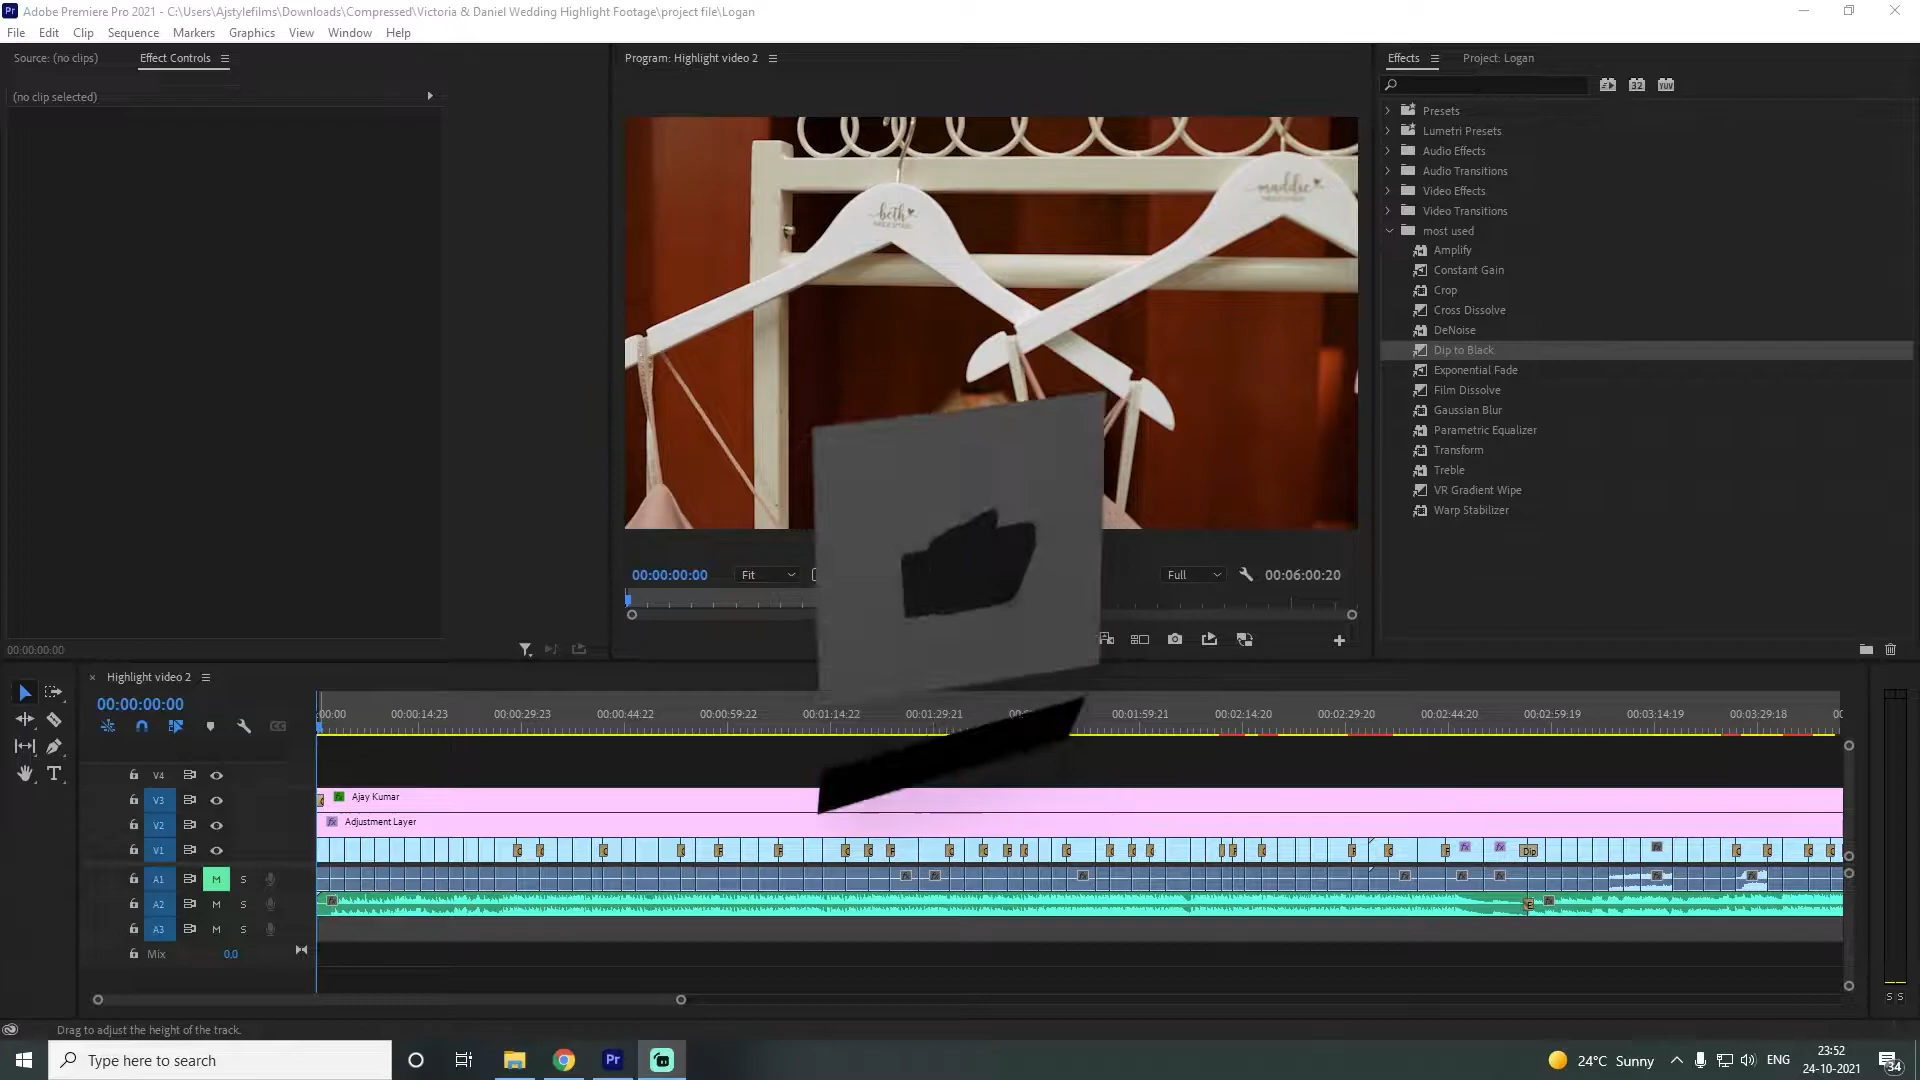 Adobe Premiere Pro 2021 - C:\Users\Ajstylefilms\Downloads\Compressed\Victoria & Daniel Wedding Highlight Footage\project file\Logan
File Edit Clip Sequence Markers Graphics View Window Help
Source: (no clips) Effect Controls
(no clip selected)
00:00:00:00
Program: Highlight video 2
beth
maddie
00:00:00:00 Fit Full 00:06:00:20
Effects Project: Logan
32 YUV
Presets
Lumetri Presets
Audio Effects
Audio Transitions
Video Effects
Video Transitions
most used
Amplify
Constant Gain
Crop
Cross Dissolve
DeNoise
Dip to Black
Exponential Fade
Film Dissolve
Gaussian Blur
Parametric Equalizer
Transform
Treble
VR Gradient Wipe
Warp Stabilizer
Highlight video 2
00:00:00:00
:00:00 00:00:14:23 00:00:29:23 00:00:44:22 00:00:59:22 00:01:14:22 00:01:29:21 00:01:59:21 00:02:14:20 00:02:29:20 00:02:44:20 00:02:59:19 00:03:14:19 00:03:29:18
V4
V3 Ajay Kumar
V2 Adjustment Layer
V1 Dip
A1 M S
A2 M S
A3 M S
Mix 0,0
S S
Drag to adjust the height of the track.
Type here to search
Pr
24°C Sunny ENG
23:52
24-10-2021
34